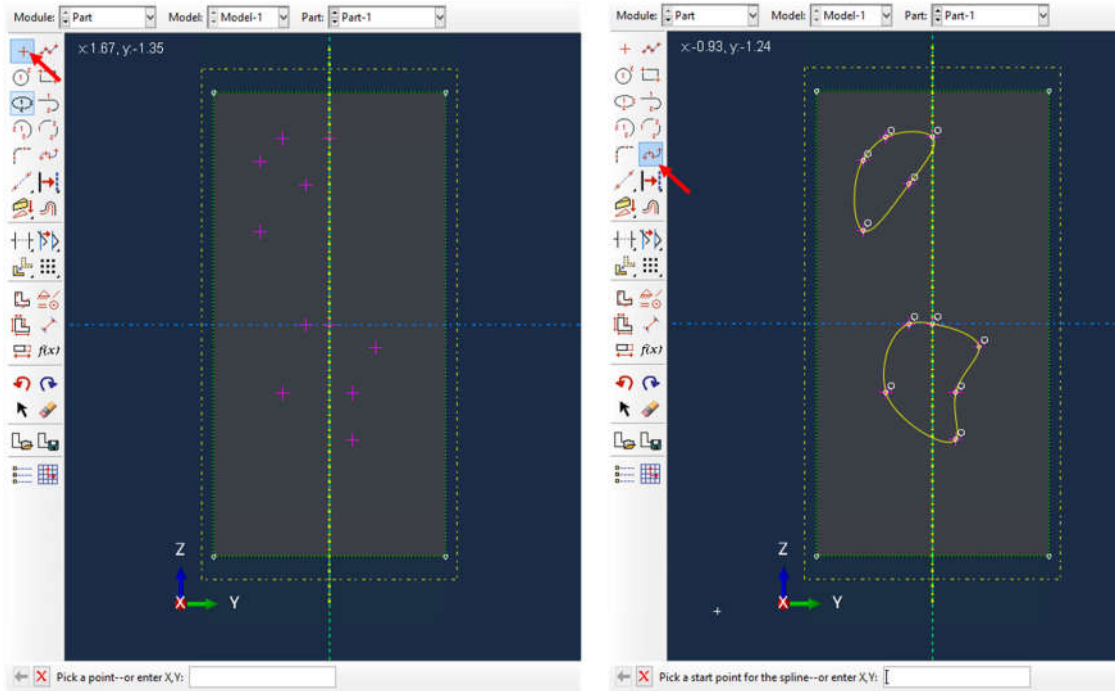 Module: Part Model: Model-1 Part: Part-1
x:1.67, y:-1.35
f(x)
Z
X
Y
Pick a point--or enter X,Y:
Module: Part Model: Model-1 Part: Part-1
x:-0.93, y:-1.24
f(x)
Z
X
Y
Pick a start point for the spline--or enter X,Y: